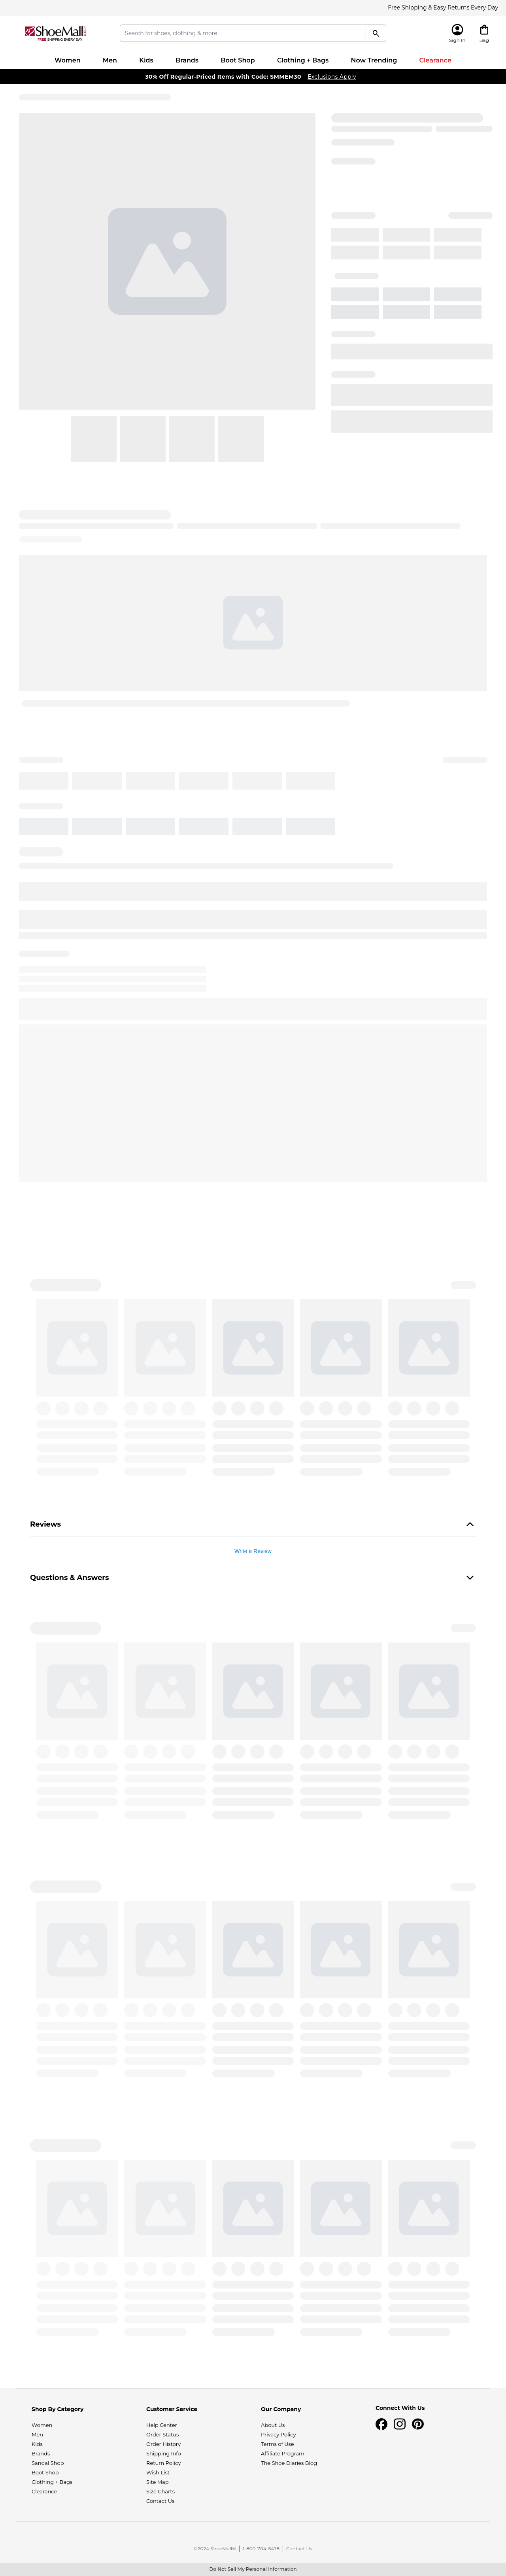 Free Shipping & Easy Returns Every Day
ShoeMall
FREE SHIPPING EVERY DAY
Search for shoes, clothing & more
Sign In
Bag
Women Men Kids Brands Boot Shop Clothing + Bags Now Trending Clearance
30% Off Regular-Priced Items with Code: SMMEM30 Exclusions Apply
Reviews
Write a Review
Questions & Answers
Shop By Category
Women
Men
Kids
Brands
Sandal Shop
Boot Shop
Clothing + Bags
Clearance
Customer Service
Help Center
Order Status
Order History
Shipping Info
Return Policy
Wish List
Site Map
Size Charts
Contact Us
Our Company
About Us
Privacy Policy
Terms of Use
Affiliate Program
The Shoe Diaries Blog
Connect With Us
©2024 ShoeMall® 1-800-704-5478 Contact Us
Do Not Sell My Personal Information